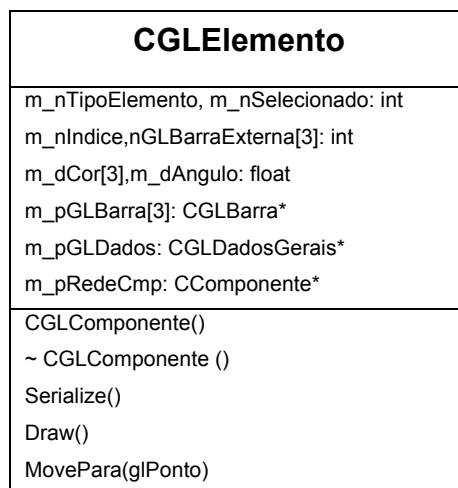 CGLElemento
m_nTipoElemento, m_nSelecionado: int
m_nIndice,nGLBarraExterna[3]: int
m_dCor[3],m_dAngulo: float
m_pGLBarra[3]: CGLBarra*
m_pGLDados: CGLDadosGerais*
m_pRedeCmp: CComponente*
CGLComponente()
~ CGLComponente ()
Serialize()
Draw()
MovePara(glPonto)